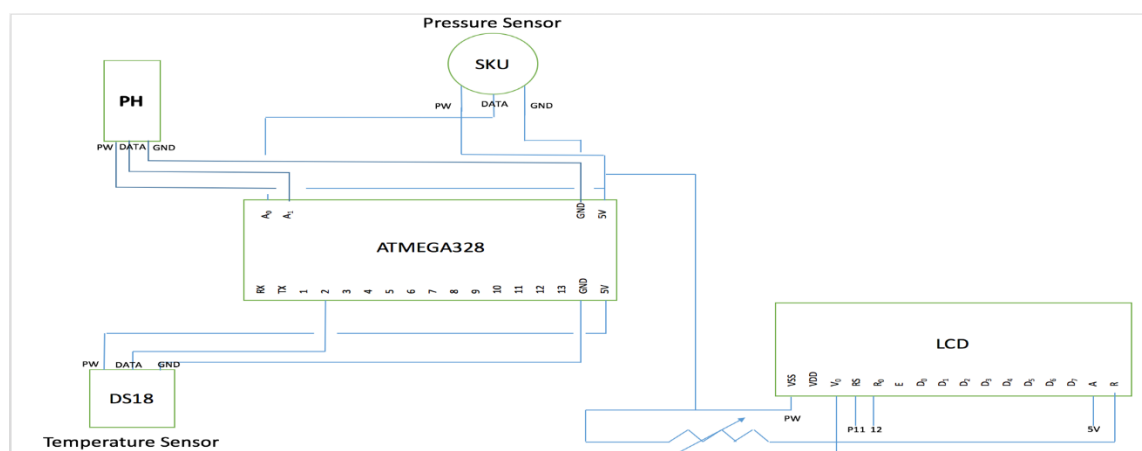 Pressure Sensor
SKU
PH
PW DATA GND
PW DATA GND
A₀ A₁ GND 5V
ATMEGA328
RX TX 1 2 3 4 5 6 7 8 9 10 11 12 13 GND 5V
LCD
PW DATA GND
VSS VDD V₀ RS R₀ E D₀ D₁ D₂ D₃ D₄ D₅ D₆ D₇ A R
DS18
PW P11 12 5V
Temperature Sensor